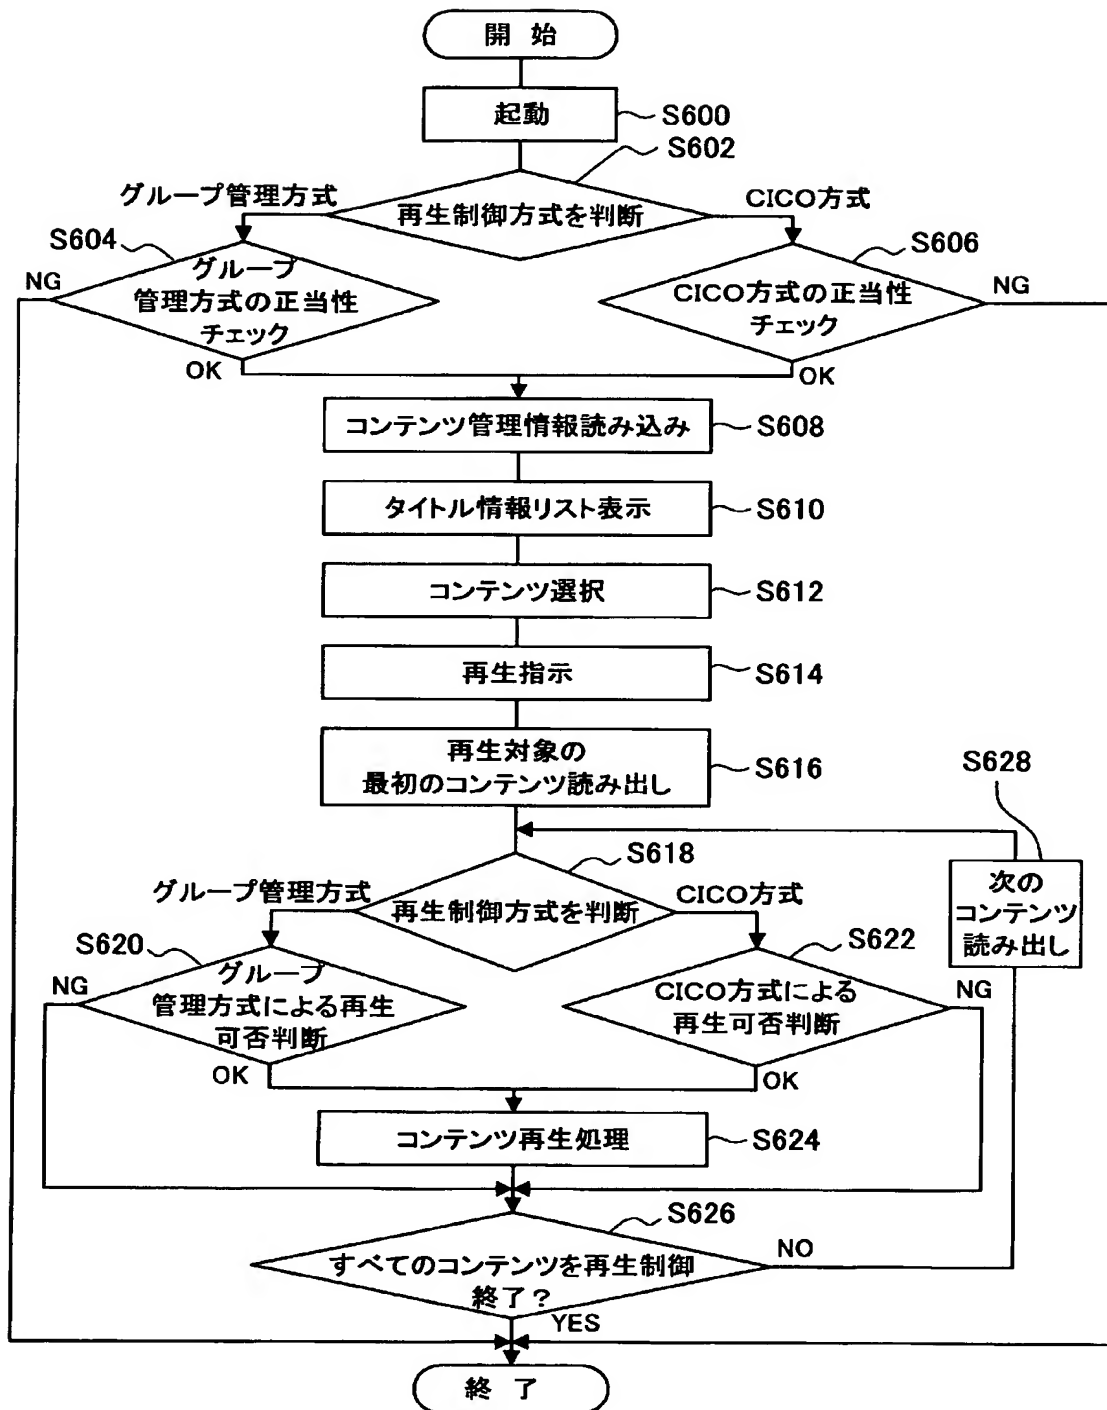 開 始
起動
S600
S602
グループ管理方式
再生制御方式を判断
CICO方式
S604
S606
NG
グループ
管理方式の正当性
チェック
CICO方式の正当性
チェック
NG
OK
OK
コンテンツ管理情報読み込み
S608
タイトル情報リスト表示
S610
コンテンツ選択
S612
再生指示
S614
再生対象の
最初のコンテンツ読み出し
S616
S628
S618
グループ管理方式
再生制御方式を判断
CICO方式
次の
コンテンツ
読み出し
S620
S622
NG
グループ
管理方式による再生
可否判断
CICO方式による
再生可否判断
NG
OK
OK
コンテンツ再生処理
S624
S626
すべてのコンテンツを再生制御
終了？
NO
YES
終 了